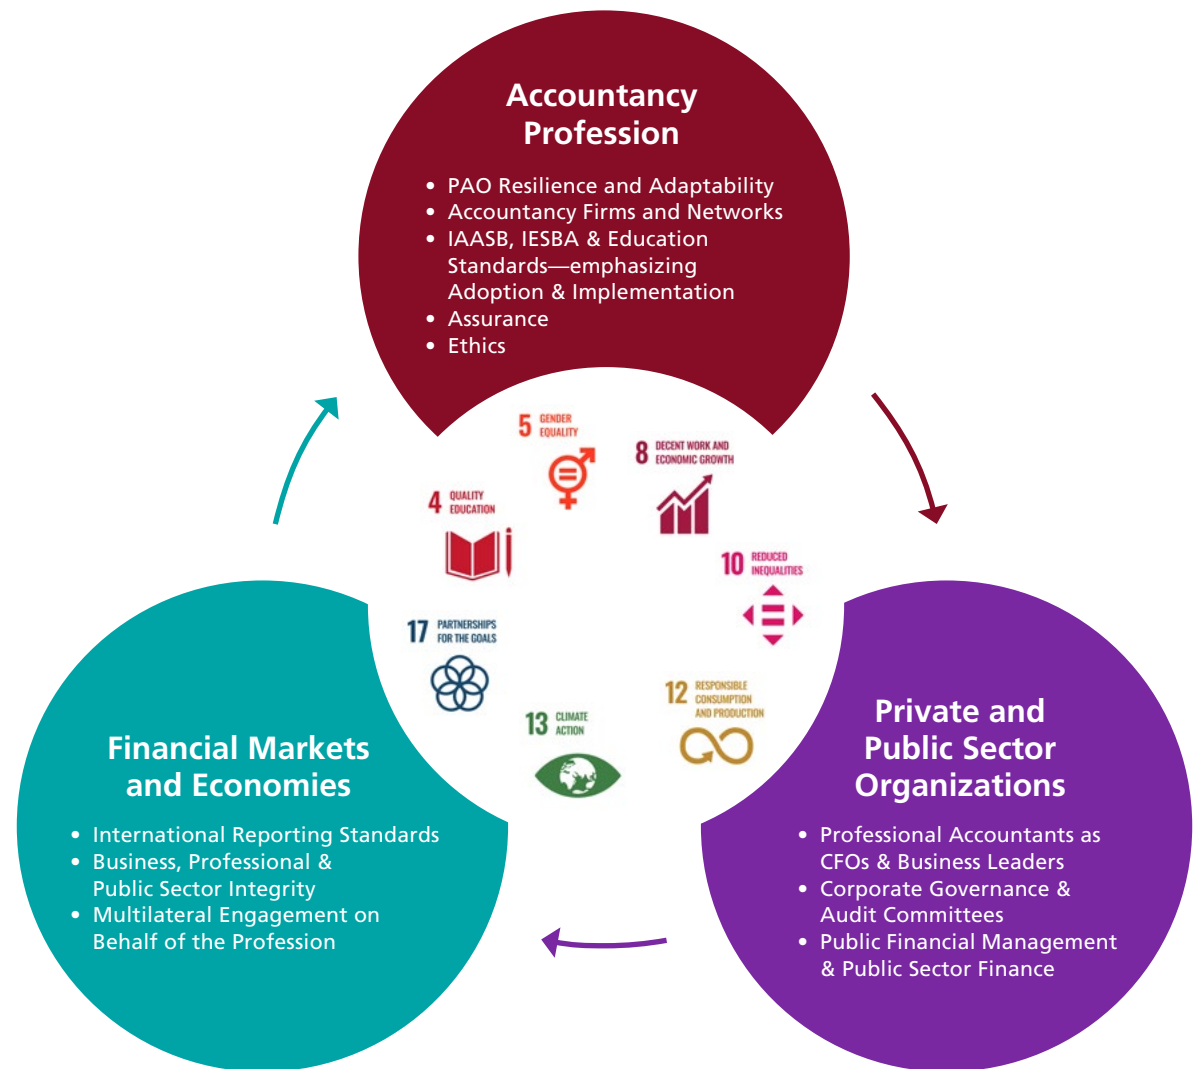 Accountancy
Profession
• PAO Resilience and Adaptability
• Accountancy Firms and Networks
• IAASB, IESBA & Education
Standards—emphasizing
Adoption & Implementation
• Assurance
• Ethics
5 GENDER
EQUALITY
8 DECENT WORK AND
ECONOMIC GROWTH
4 QUALITY
EDUCATION
10 REDUCED
INEQUALITIES
17 PARTNERSHIPS
FOR THE GOALS
12 RESPONSIBLE
CONSUMPTION
AND PRODUCTION
13 CLIMATE
ACTION
Financial Markets
and Economies
• International Reporting Standards
• Business, Professional &
Public Sector Integrity
• Multilateral Engagement on
Behalf of the Profession
Private and
Public Sector
Organizations
• Professional Accountants as
CFOs & Business Leaders
• Corporate Governance &
Audit Committees
• Public Financial Management
& Public Sector Finance